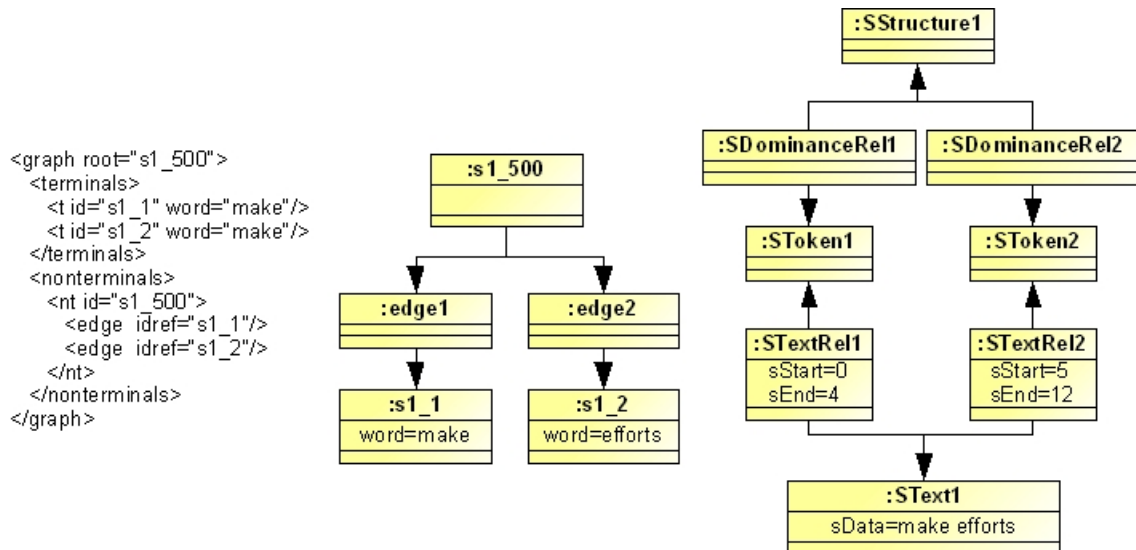 <graph root="s1_500">
<terminals>
<t id="s1_1" word="make"/>
<t id="s1_2" word="make"/>
</terminals>
<nonterminals>
<nt id="s1_500">
<edge idref="s1_1"/>
<edge idref="s1_2"/>
</nt>
</nonterminals>
</graph>
:s1_500
:edge1
:edge2
:s1_1
word=make
:s1_2
word=efforts
:SStructure1
:SDominanceRel1
:SDominanceRel2
:SToken1
:SToken2
:STextRel1
sStart=0
sEnd=4
:STextRel2
sStart=5
sEnd=12
:SText1
sData=make efforts